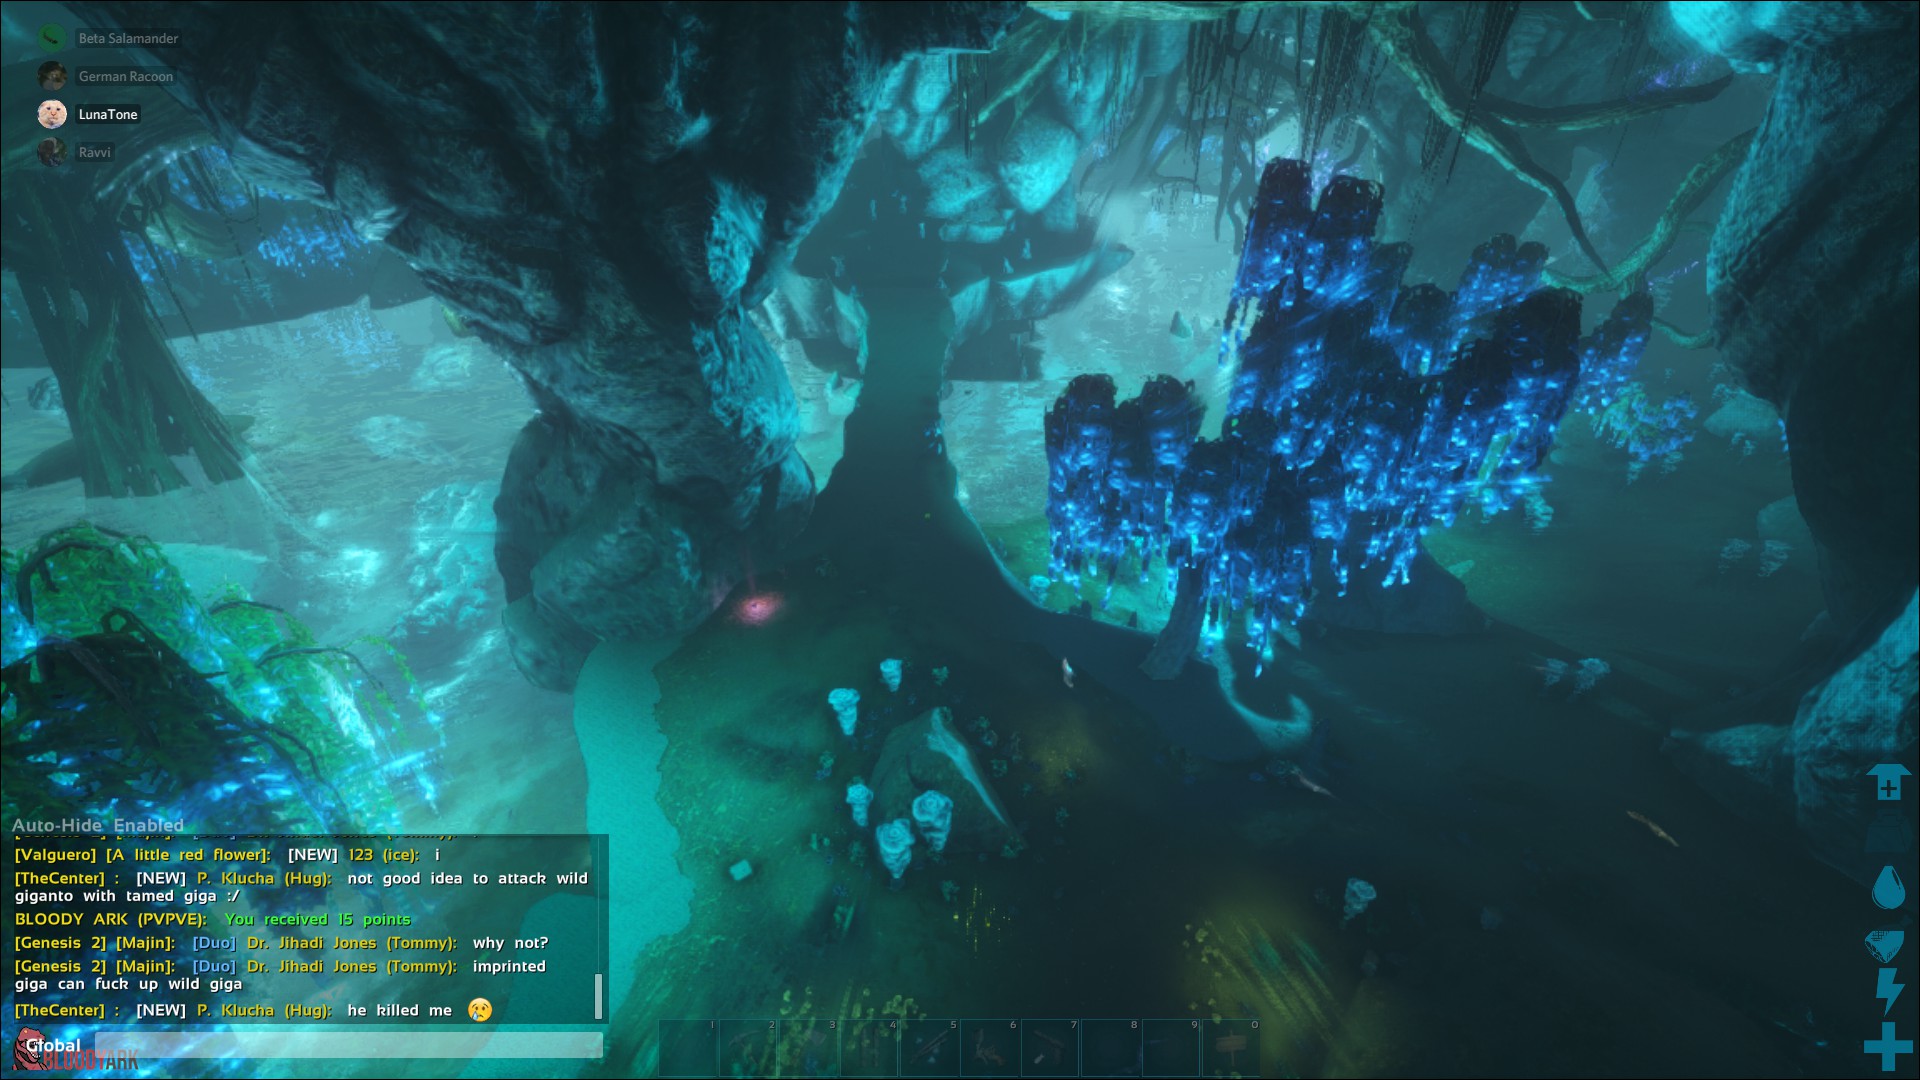 Beta Salamander
German Racoon
LunaTone
Ravvi
Auto-Hide Enabled
[Valguero] [A little red flower]: [NEW] 123 (ice): i
[TheCenter] : [NEW] P. Klucha (Hug): not good idea to attack wild
giganto with tamed giga :/
BLOODY ARK (PVPVE): You received 15 points
[Genesis 2] [Majin]: [Duo] Dr. Jihadi Jones (Tommy): why not?
[Genesis 2] [Majin]: [Duo] Dr. Jihadi Jones (Tommy): imprinted
giga can fuck up wild giga
[TheCenter] : [NEW] P. Klucha (Hug): he killed me 😢
Global
BLOODYARK
1 2 3 4 5 6 7 8 9 0